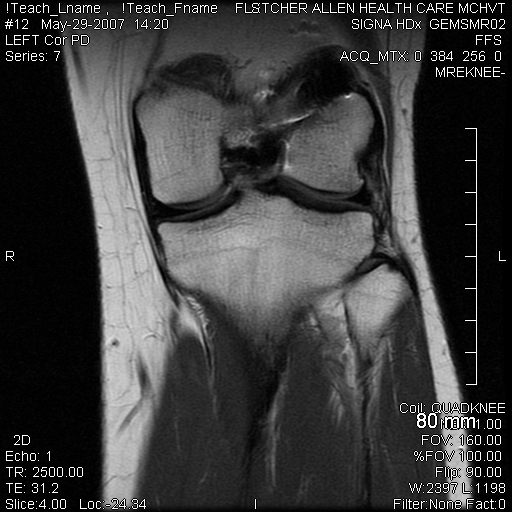 !Teach_Lname , !Teach_Fname FLSTCHER ALLEN HEALTH CARE MCHVT
#12 May-29-2007 14:20 SIGNA HDx GEMSMR02
LEFT Cor PD FFS
Series: 7 ACQ_MTX: 0 384 256 0
MREKNEE-
R L
Coil: QUADKNEE
80 mm 1.00
2D FOV: 160.00
Echo: 1 %FOV 100.00
TR: 2500.00 Flip: 90.00
TE: 31.2 W:2397 L:1198
Slice:4.00 Loc:-24.34 I Filter:None Fact:0